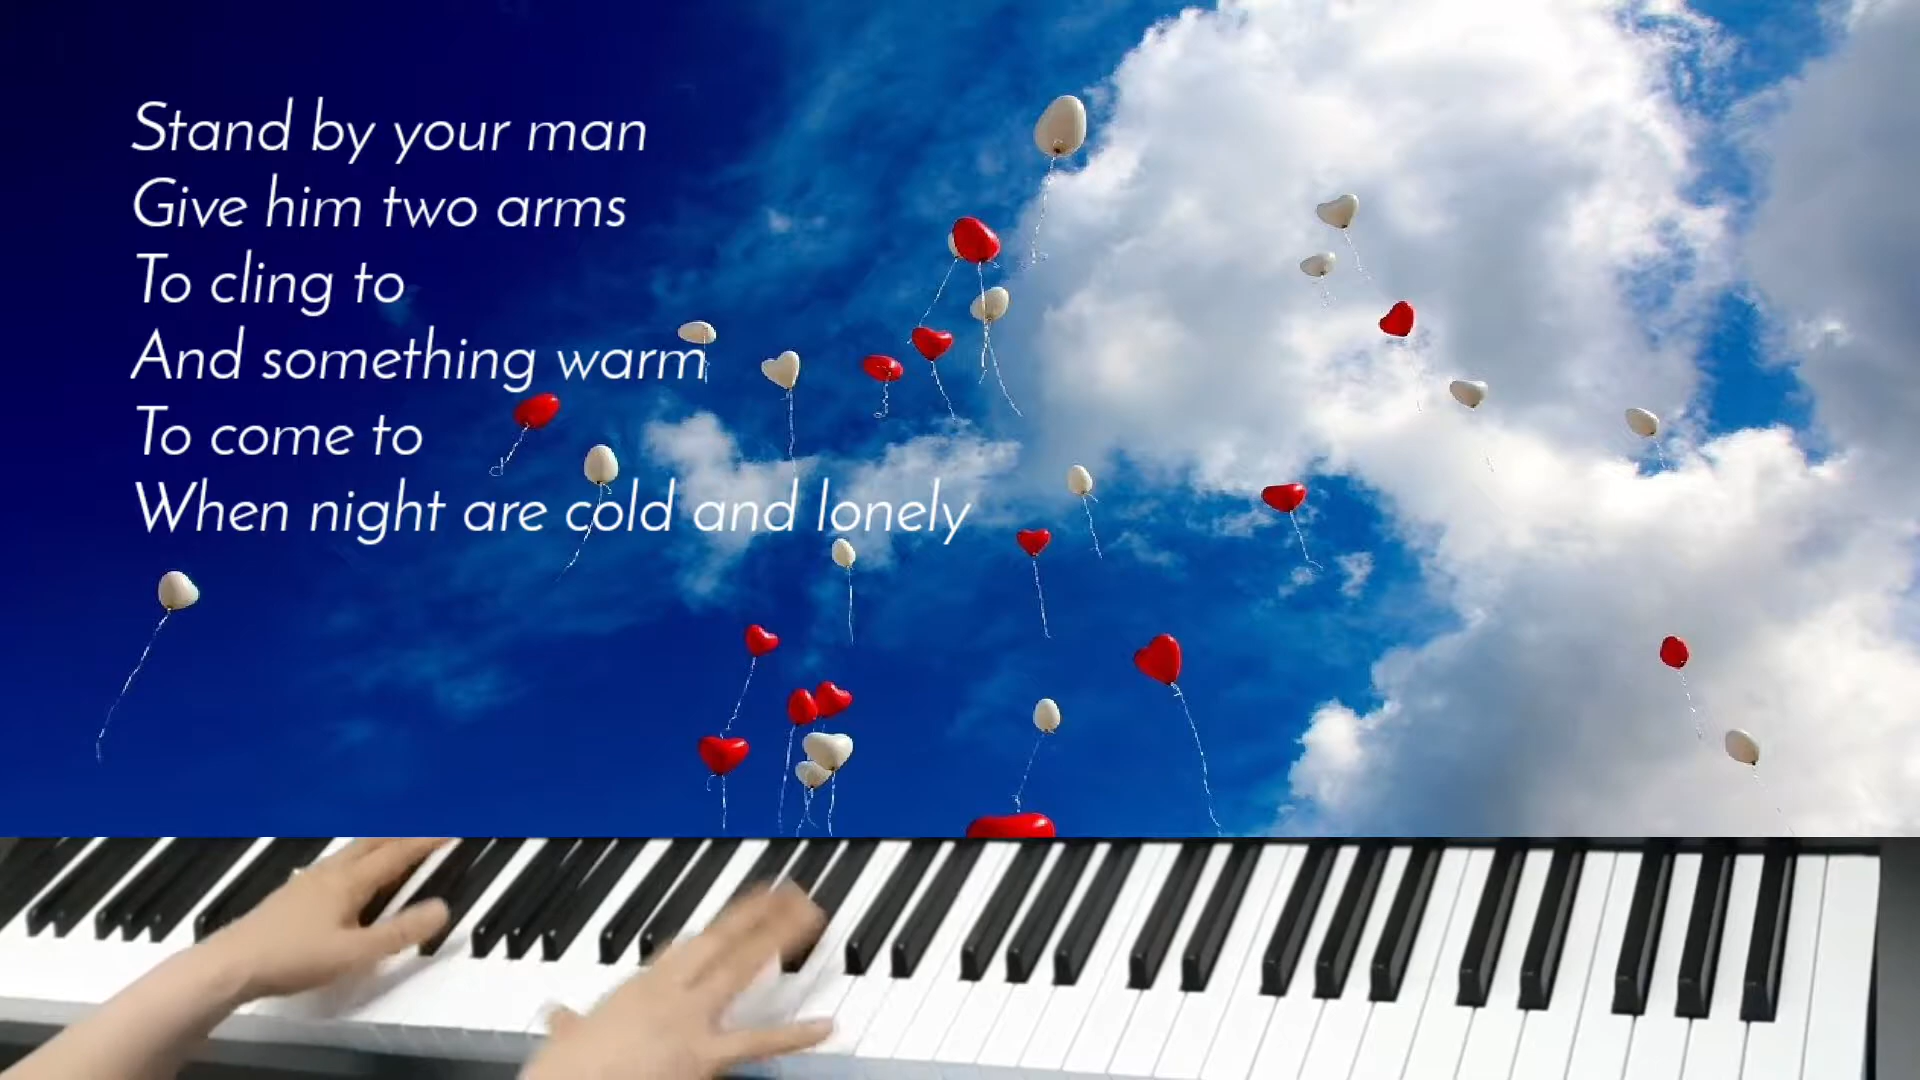 Stand by your man
Give him two arms
To cling to
And something warm
To come to
When night are cold and lonely